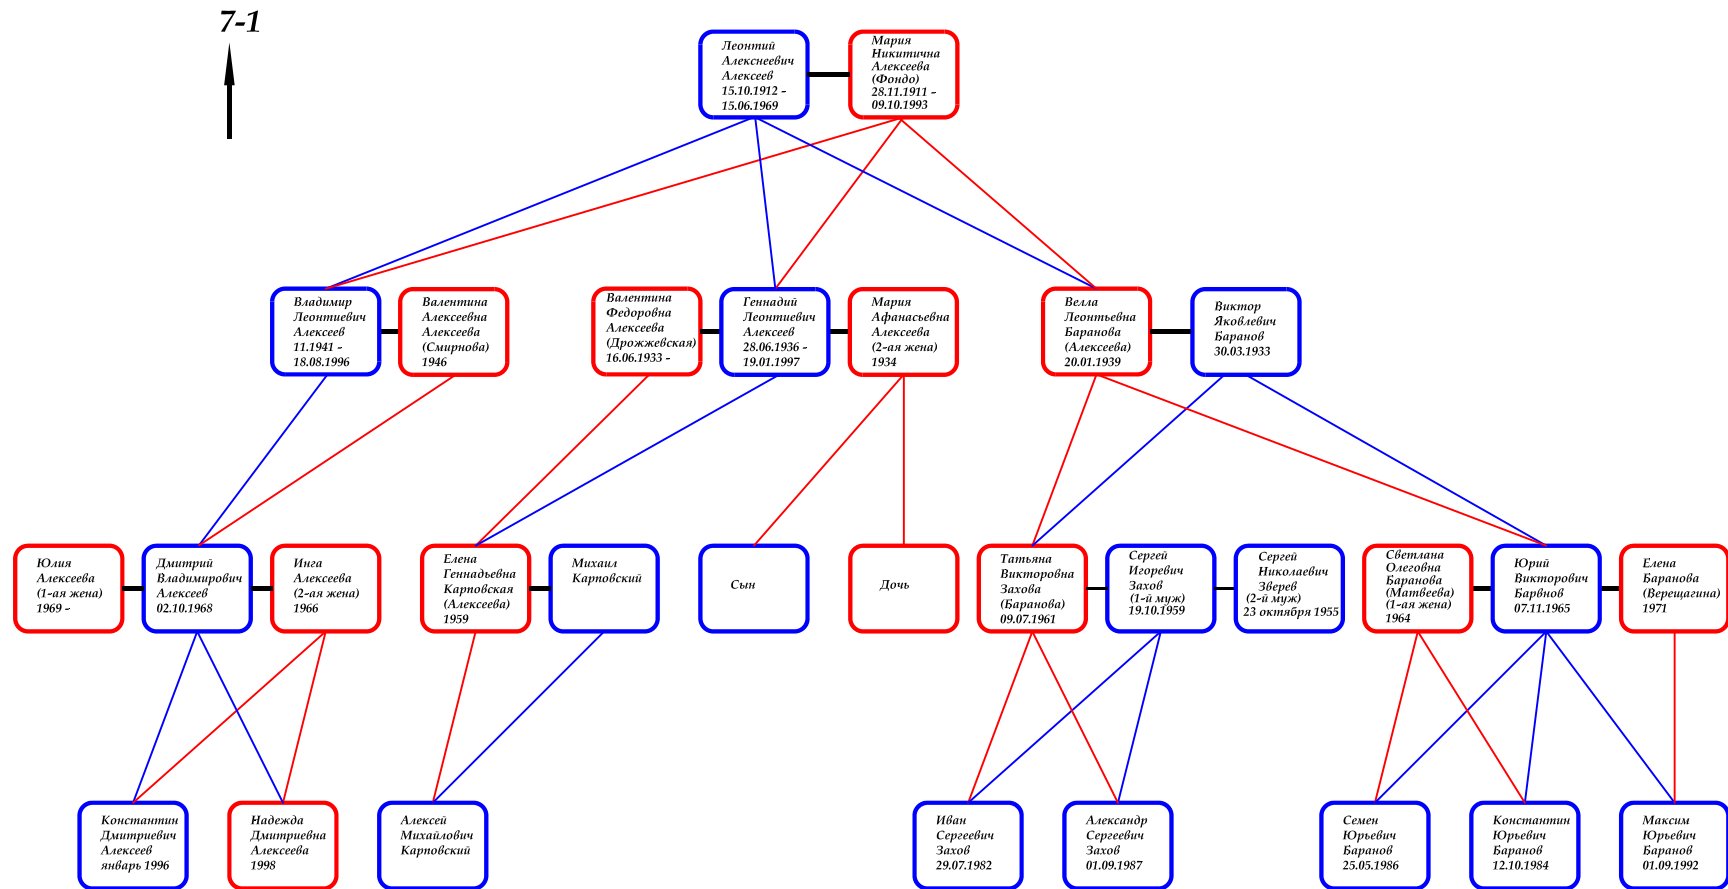 7-1
Леонтий
Алекснеевич
Алексеев
15.10.1912 -
15.06.1969
Мария
Никитична
Алексеева
(Фондо)
28.11.1911 -
09.10.1993
Владимир
Леонтиевич
Алексеев
11.1941 -
18.08.1996
Валентина
Алексеевна
Алексеева
(Смирнова)
1946
Валентина
Федоровна
Алексеева
(Дрожжевская)
16.06.1933 -
Геннадий
Леонтиевич
Алексеев
28.06.1936 -
19.01.1997
Мария
Афанасьевна
Алексеева
(2-ая жена)
1934
Велла
Леонтьевна
Баранова
(Алексеева)
20.01.1939
Виктор
Яковлевич
Баранов
30.03.1933
Юлия
Алексеева
(1-ая жена)
1969 -
Дмитрий
Владимирович
Алексеев
02.10.1968
Инга
Алексеева
(2-ая жена)
1966
Елена
Геннадьевна
Карповская
(Алексеева)
1959
Михаил
Карповский
Сын
Дочь
Татьяна
Викторовна
Захова
(Баранова)
09.07.1961
Сергей
Игоревич
Захов
(1-й муж)
19.10.1959
Сергей
Николаевич
Зверев
(2-й муж)
23 октября 1955
Светлана
Олеговна
Баранова
(Матвеева)
(1-ая жена)
1964
Юрий
Викторович
Барвнов
07.11.1965
Елена
Баранова
(Верещагина)
1971
Константин
Дмитриевич
Алексеев
январь 1996
Надежда
Дмитриевна
Алексеева
1998
Алексей
Михайлович
Карповский
Иван
Сергеевич
Захов
29.07.1982
Александр
Сергеевич
Захов
01.09.1987
Семен
Юрьевич
Баранов
25.05.1986
Константин
Юрьевич
Баранов
12.10.1984
Максим
Юрьевич
Баранов
01.09.1992